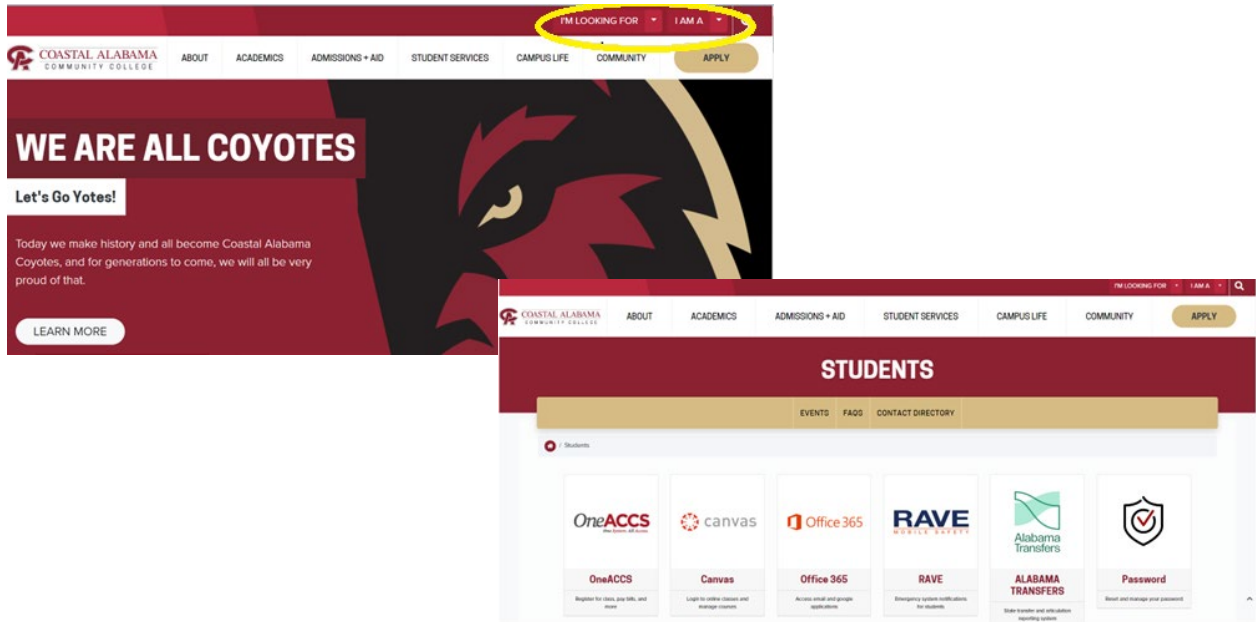 I'M LOOKING FOR I AM A
COASTAL ALABAMA
COMMUNITY COLLEGE
ABOUT ACADEMICS ADMISSIONS + AID STUDENT SERVICES CAMPUS LIFE COMMUNITY APPLY
WE ARE ALL COYOTES
Let's Go Yotes!
Today we make history and all become Coastal Alabama
Coyotes, and for generations to come, we will all be very
proud of that.
LEARN MORE
I'M LOOKING FOR I AM A
COASTAL ALABAMA
COMMUNITY COLLEGE
ABOUT ACADEMICS ADMISSIONS + AID STUDENT SERVICES CAMPUS LIFE COMMUNITY APPLY
STUDENTS
EVENTS FAQS CONTACT DIRECTORY
/ Students
OneACCS
canvas
Office 365
RAVE
MOBILE SAFETY
Alabama
Transfers
OneACCS
Register for class, pay bills, and
more
Canvas
Login to online classes and
manage courses
Office 365
Access email and google
applications
RAVE
Emergency system notifications
for students
ALABAMA
TRANSFERS
State transfer and articulation
reporting system
Password
Reset and manage your password